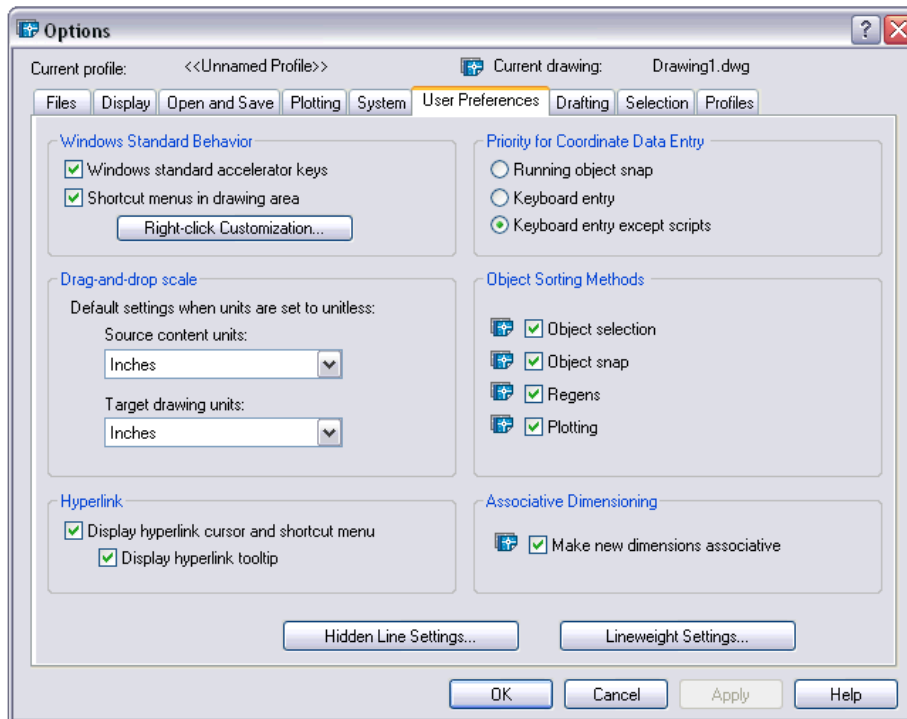 Options
Current profile: <<Unnamed Profile>> Current drawing: Drawing1.dwg
Files Display Open and Save Plotting System User Preferences Drafting Selection Profiles
Windows Standard Behavior
Windows standard accelerator keys
Shortcut menus in drawing area
Right-click Customization...
Priority for Coordinate Data Entry
Running object snap
Keyboard entry
Keyboard entry except scripts
Drag-and-drop scale
Default settings when units are set to unitless:
Source content units:
Inches
Target drawing units:
Inches
Object Sorting Methods
Object selection
Object snap
Regens
Plotting
Hyperlink
Display hyperlink cursor and shortcut menu
Display hyperlink tooltip
Associative Dimensioning
Make new dimensions associative
Hidden Line Settings... Lineweight Settings...
OK Cancel Apply Help